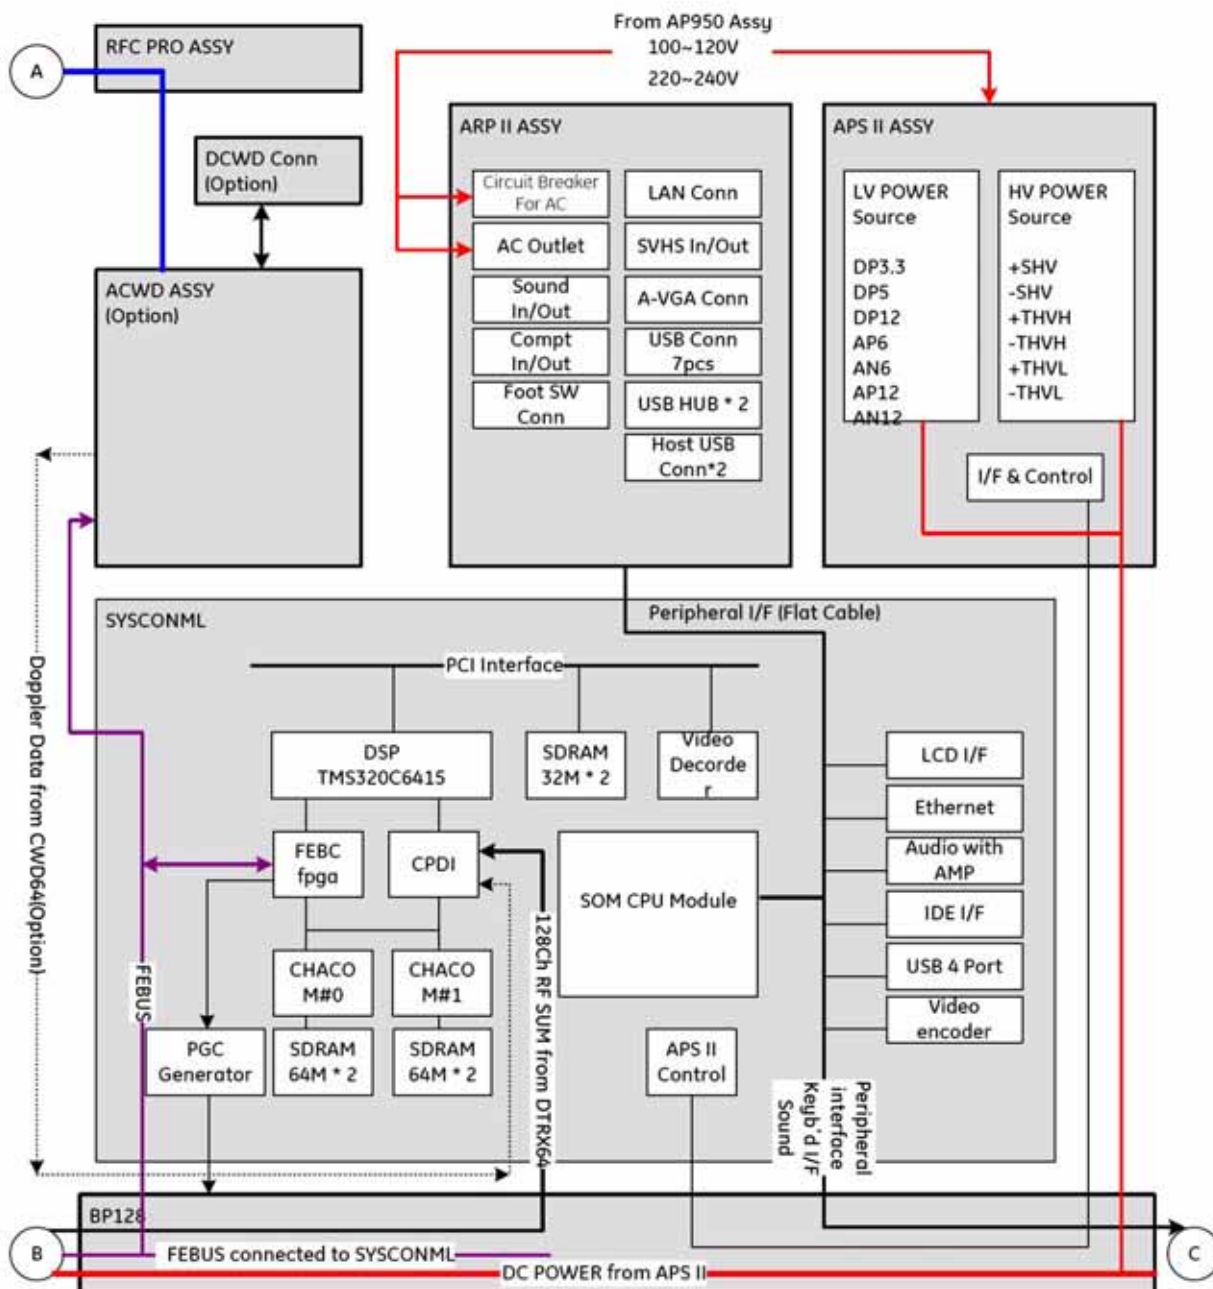 From AP950 Assy
100~120V
220~240V
RFC PRO ASSY
A
DCWD Conn
(Option)
ACWD ASSY
(Option)
ARP II ASSY
Circuit Breaker
For AC
AC Outlet
Sound
In/Out
Compt
In/Out
Foot SW
Conn
LAN Conn
SVHS In/Out
A-VGA Conn
USB Conn
7pcs
USB HUB * 2
Host USB
Conn*2
APS II ASSY
LV POWER
Source
DP3.3
DP5
DP12
AP6
AN6
AP12
AN12
HV POWER
Source
+SHV
-SHV
+THVH
-THVH
+THVL
-THVL
I/F & Control
SYSCONML
Peripheral I/F (Flat Cable)
PCI Interface
DSP
TMS320C6415
SDRAM
32M * 2
Video
Decorde
r
FEBC
fpga
CPDI
SOM CPU Module
LCD I/F
Ethernet
Audio with
AMP
IDE I/F
USB 4 Port
Video
encoder
CHACO
M#0
CHACO
M#1
SDRAM
64M * 2
SDRAM
64M * 2
PGC
Generator
APS II
Control
Doppler Data from CWD64(Option)
FEBUS
128Ch RF SUM from DTRX64
Peripheral
interface
Keyb'd I/F
Sound
BP128
B
FEBUS connected to SYSCONML
DC POWER from APS II
C